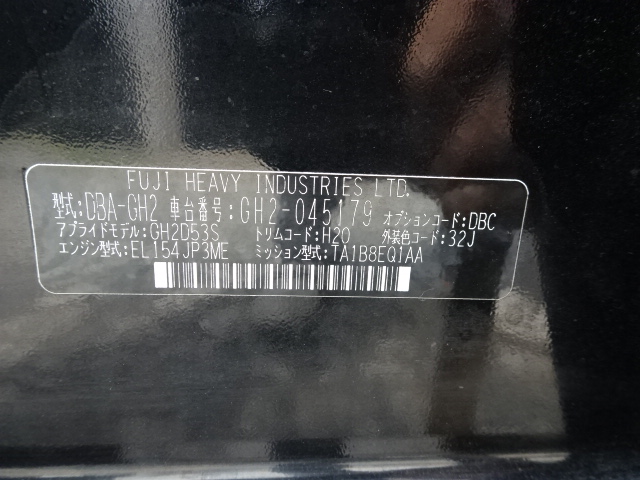 FUJI HEAVY INDUSTRIES LTD.
型式:DBA-GH2 車台番号:GH2-045179 オプションコード:DBC
アプライドモデル:GH2D53S トリムコード:H20 外装色コード:32J
エンジン型式:EL154JP3ME ミッション型式:TA1B8EQ1AA